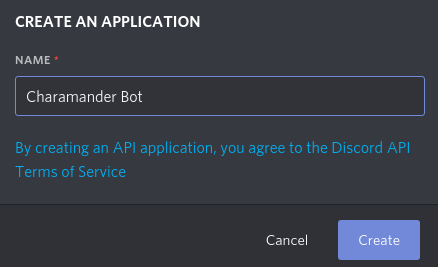 CREATE AN APPLICATION
NAME *
Charamander Bot
By creating an API application, you agree to the Discord API
Terms of Service
Cancel Create